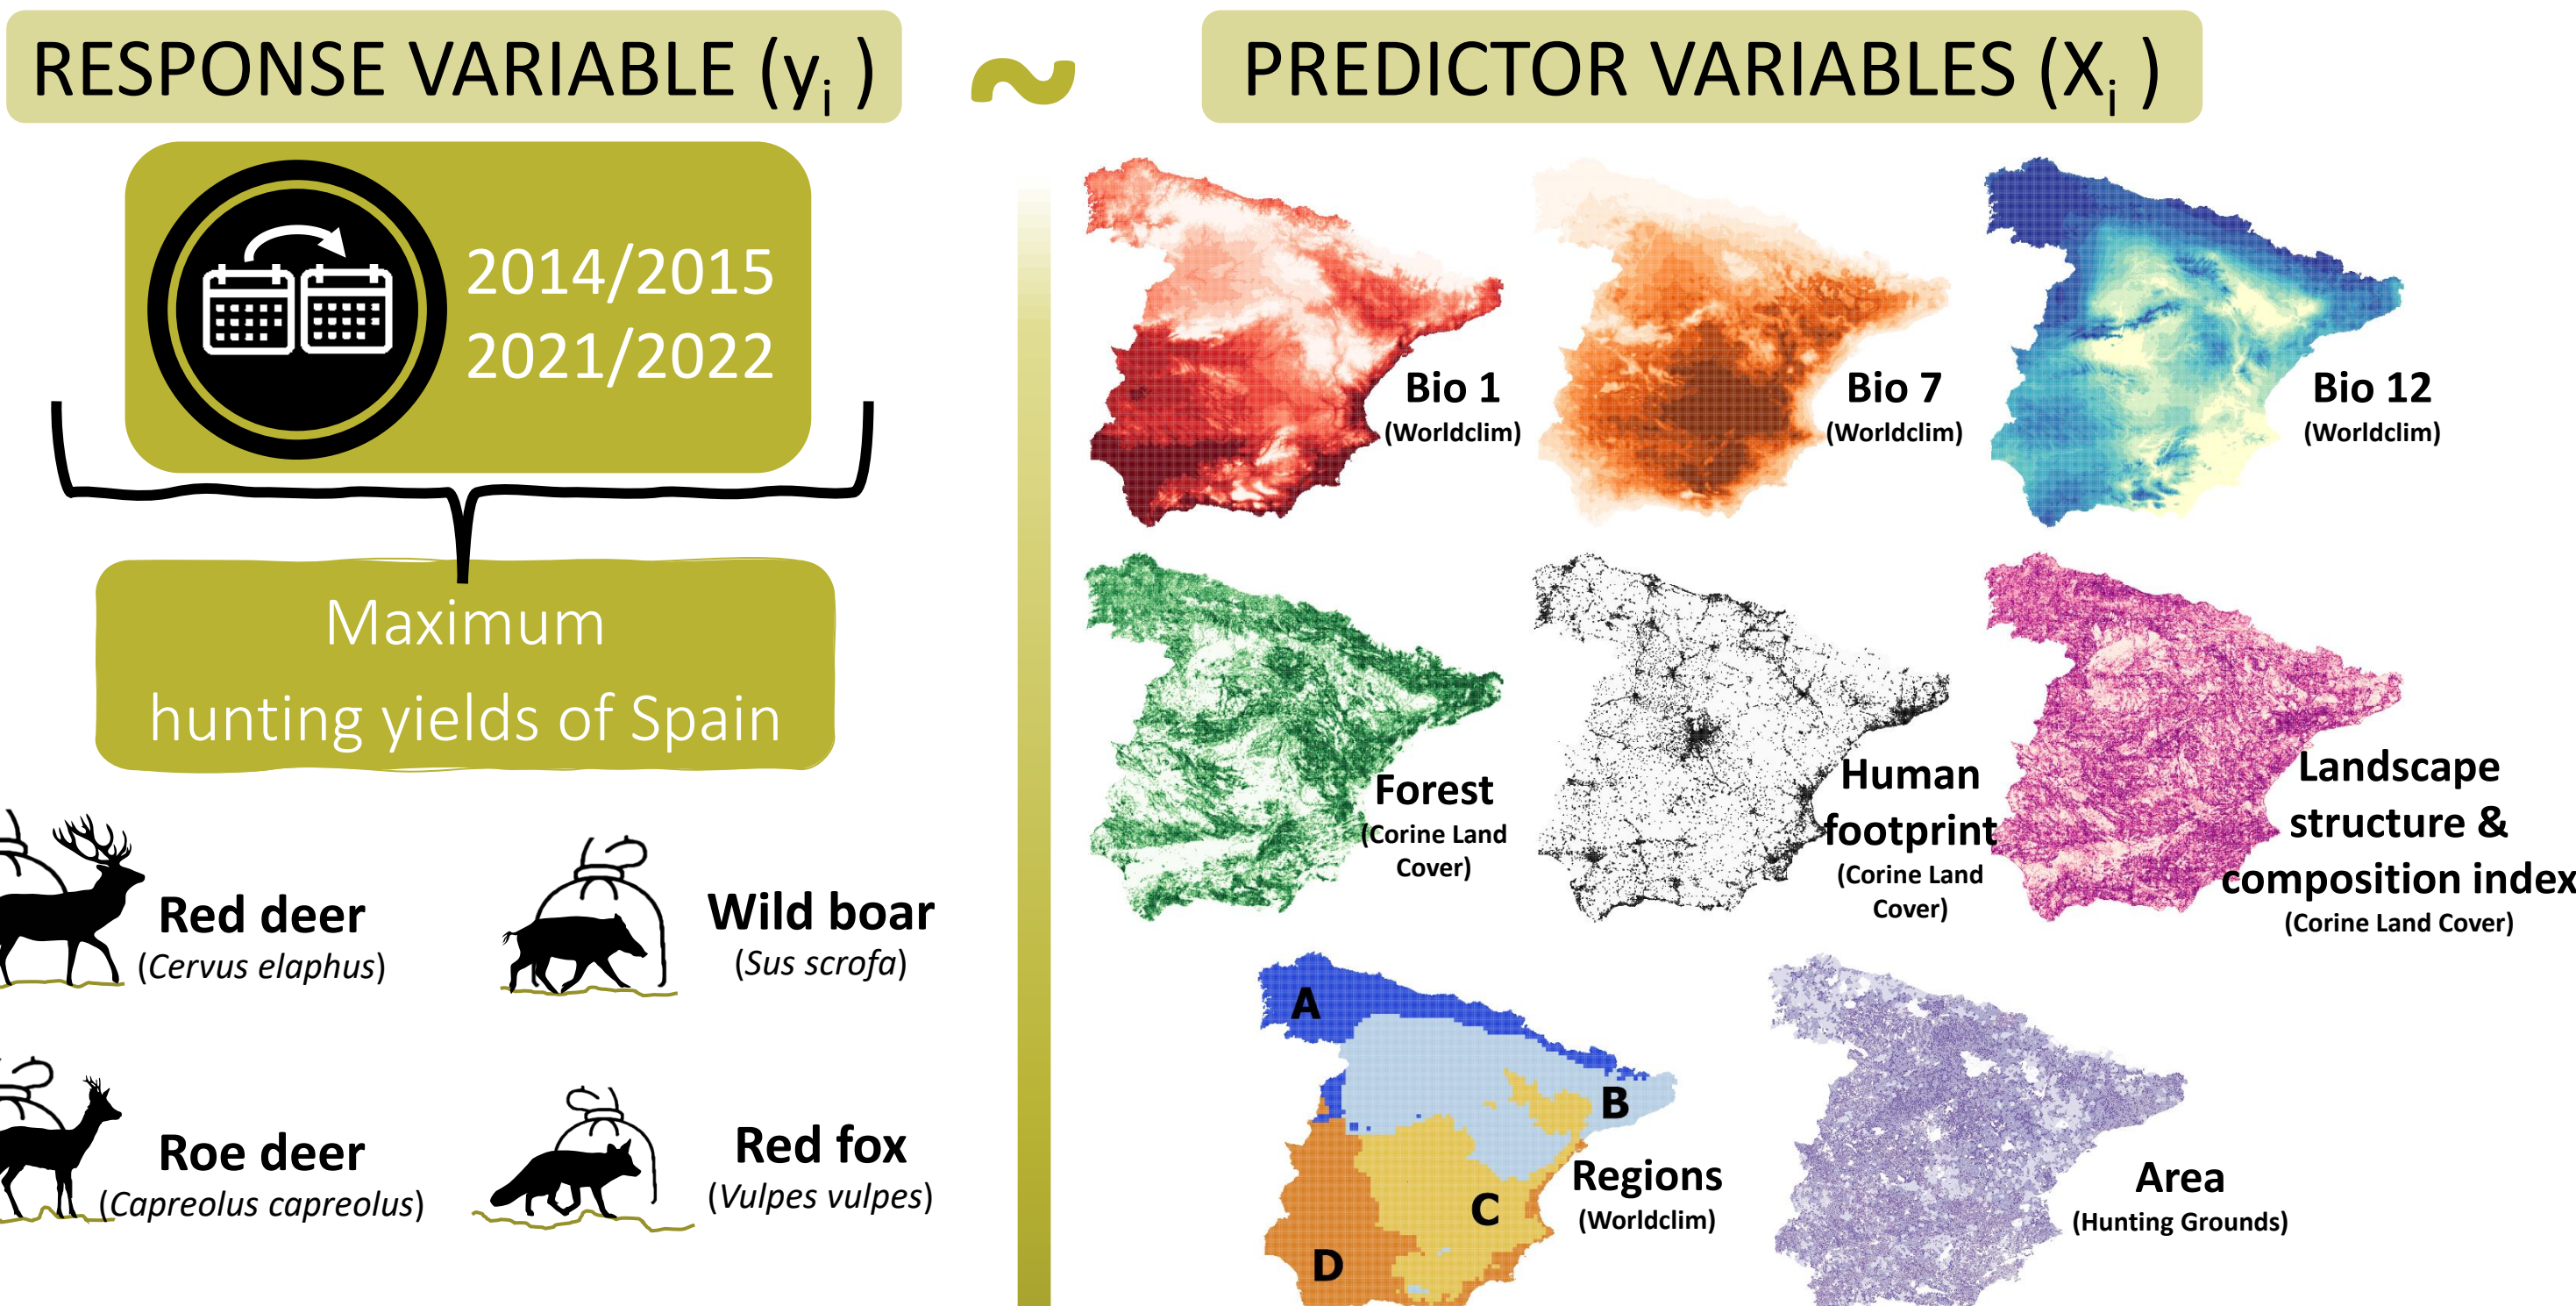 RESPONSE VARIABLE (yi )
~
PREDICTOR VARIABLES (Xi )
2014/2015
2021/2022
Maximum
hunting yields of Spain
Red deer
(Cervus elaphus)
Wild boar
(Sus scrofa)
Roe deer
(Capreolus capreolus)
Red fox
(Vulpes vulpes)
Bio 1
(Worldclim)
Bio 7
(Worldclim)
Bio 12
(Worldclim)
Forest
(Corine Land
Cover)
Human
footprint
(Corine Land
Cover)
Landscape
structure &
composition index
(Corine Land Cover)
A
B
C
D
Regions
(Worldclim)
Area
(Hunting Grounds)